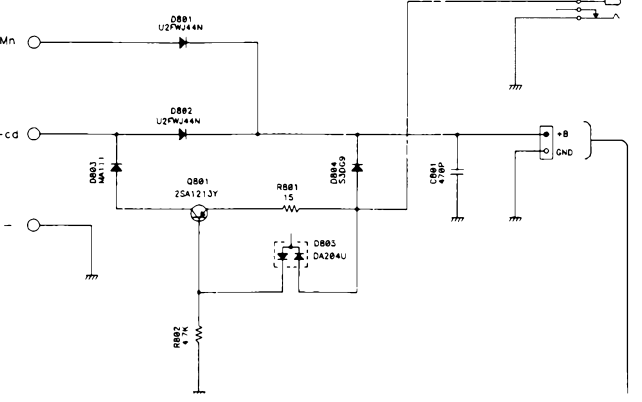 D801
U2FWJ44N
Mn
D802
U2FWJ44N
-cd
+B
GND
D803
MA111
Q801
2SA1213Y
R801
15
D804
S3DG9
C801
470P
D803
DA204U
-
R802
4.7K